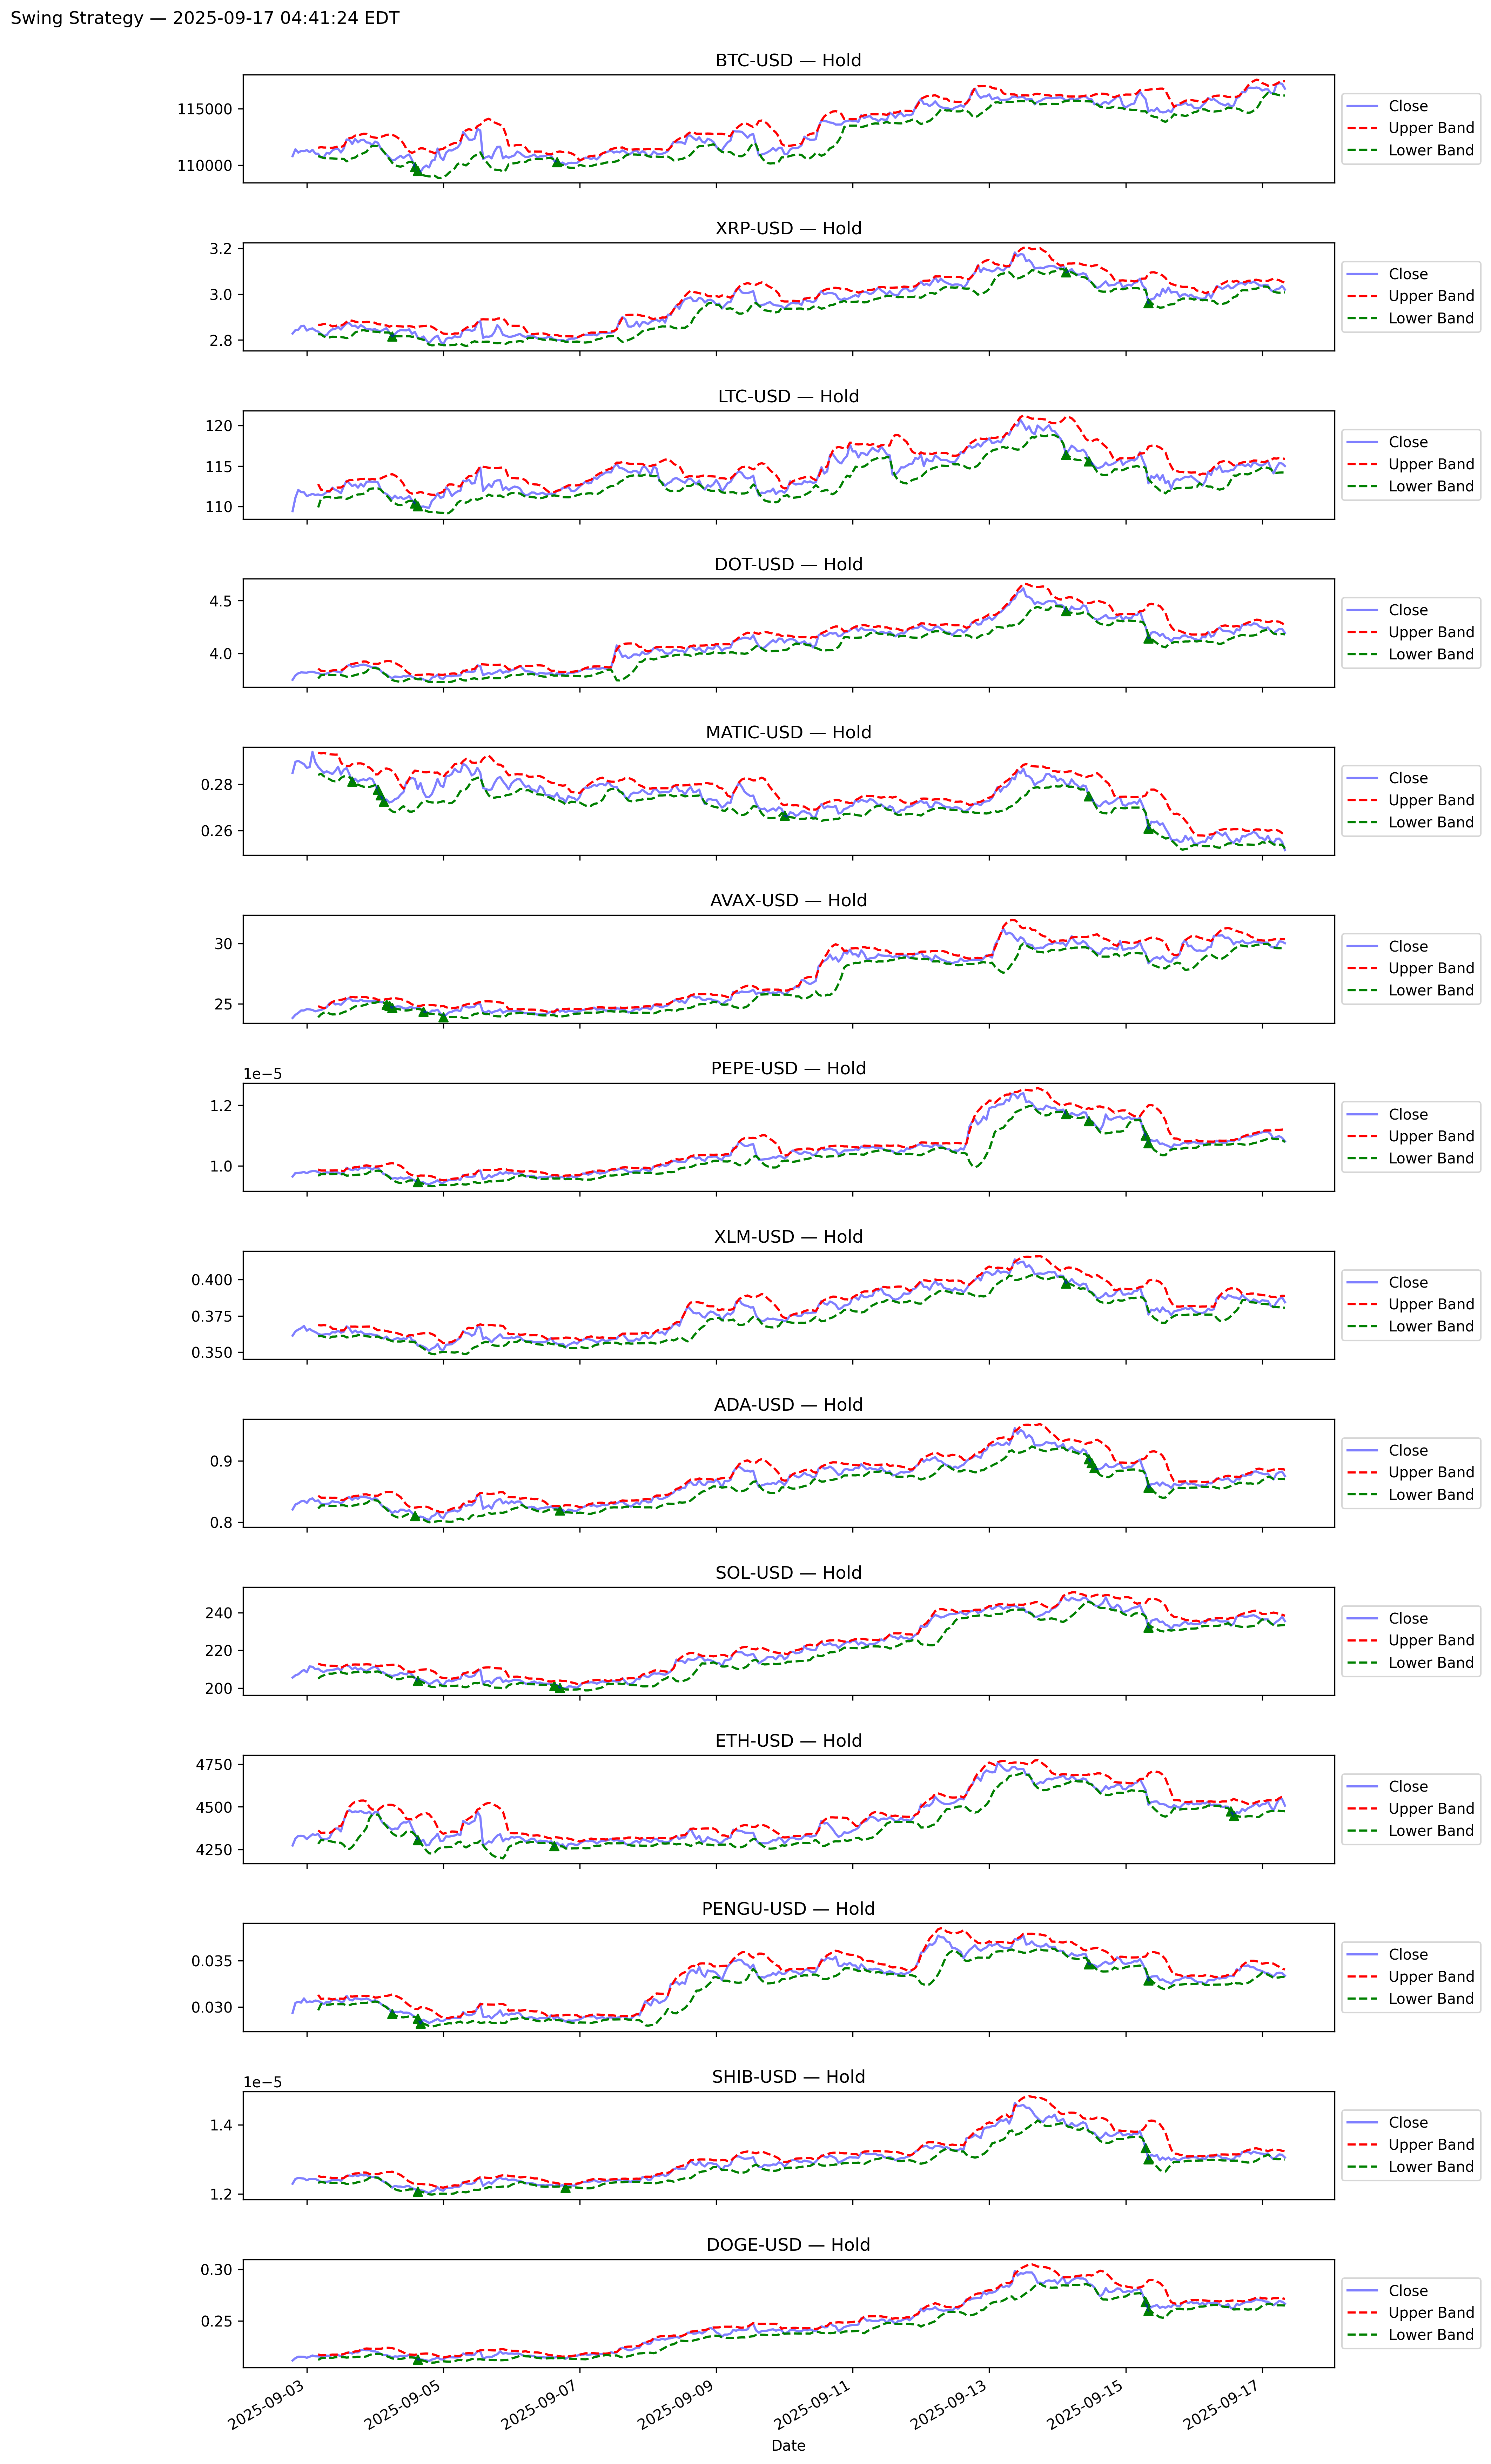 Swing Strategy — 2025-09-17 04:41:24 EDT
BTC-USD — Hold
115000
110000
Close
Upper Band
Lower Band
XRP-USD — Hold
3.2
3.0
2.8
Close
Upper Band
Lower Band
LTC-USD — Hold
120
115
110
Close
Upper Band
Lower Band
DOT-USD — Hold
4.5
4.0
Close
Upper Band
Lower Band
MATIC-USD — Hold
0.28
0.26
Close
Upper Band
Lower Band
AVAX-USD — Hold
30
25
Close
Upper Band
Lower Band
PEPE-USD — Hold
1e−5
1.2
1.0
Close
Upper Band
Lower Band
XLM-USD — Hold
0.400
0.375
0.350
Close
Upper Band
Lower Band
ADA-USD — Hold
0.9
0.8
Close
Upper Band
Lower Band
SOL-USD — Hold
240
220
200
Close
Upper Band
Lower Band
ETH-USD — Hold
4750
4500
4250
Close
Upper Band
Lower Band
PENGU-USD — Hold
0.035
0.030
Close
Upper Band
Lower Band
SHIB-USD — Hold
1e−5
1.4
1.2
Close
Upper Band
Lower Band
DOGE-USD — Hold
0.30
0.25
Close
Upper Band
Lower Band
2025-09-03
2025-09-05
2025-09-07
2025-09-09
2025-09-11
2025-09-13
2025-09-15
2025-09-17
Date